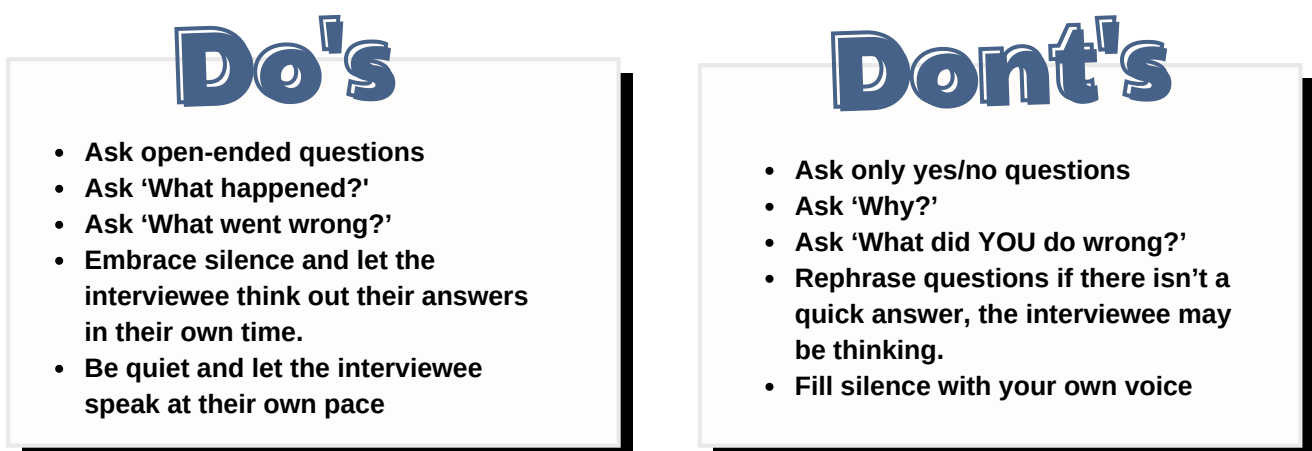 Do's
• Ask open-ended questions
• Ask ‘What happened?'
• Ask ‘What went wrong?’
• Embrace silence and let the
interviewee think out their answers
in their own time.
• Be quiet and let the interviewee
speak at their own pace
Dont's
• Ask only yes/no questions
• Ask ‘Why?’
• Ask ‘What did YOU do wrong?’
• Rephrase questions if there isn’t a
quick answer, the interviewee may
be thinking.
• Fill silence with your own voice